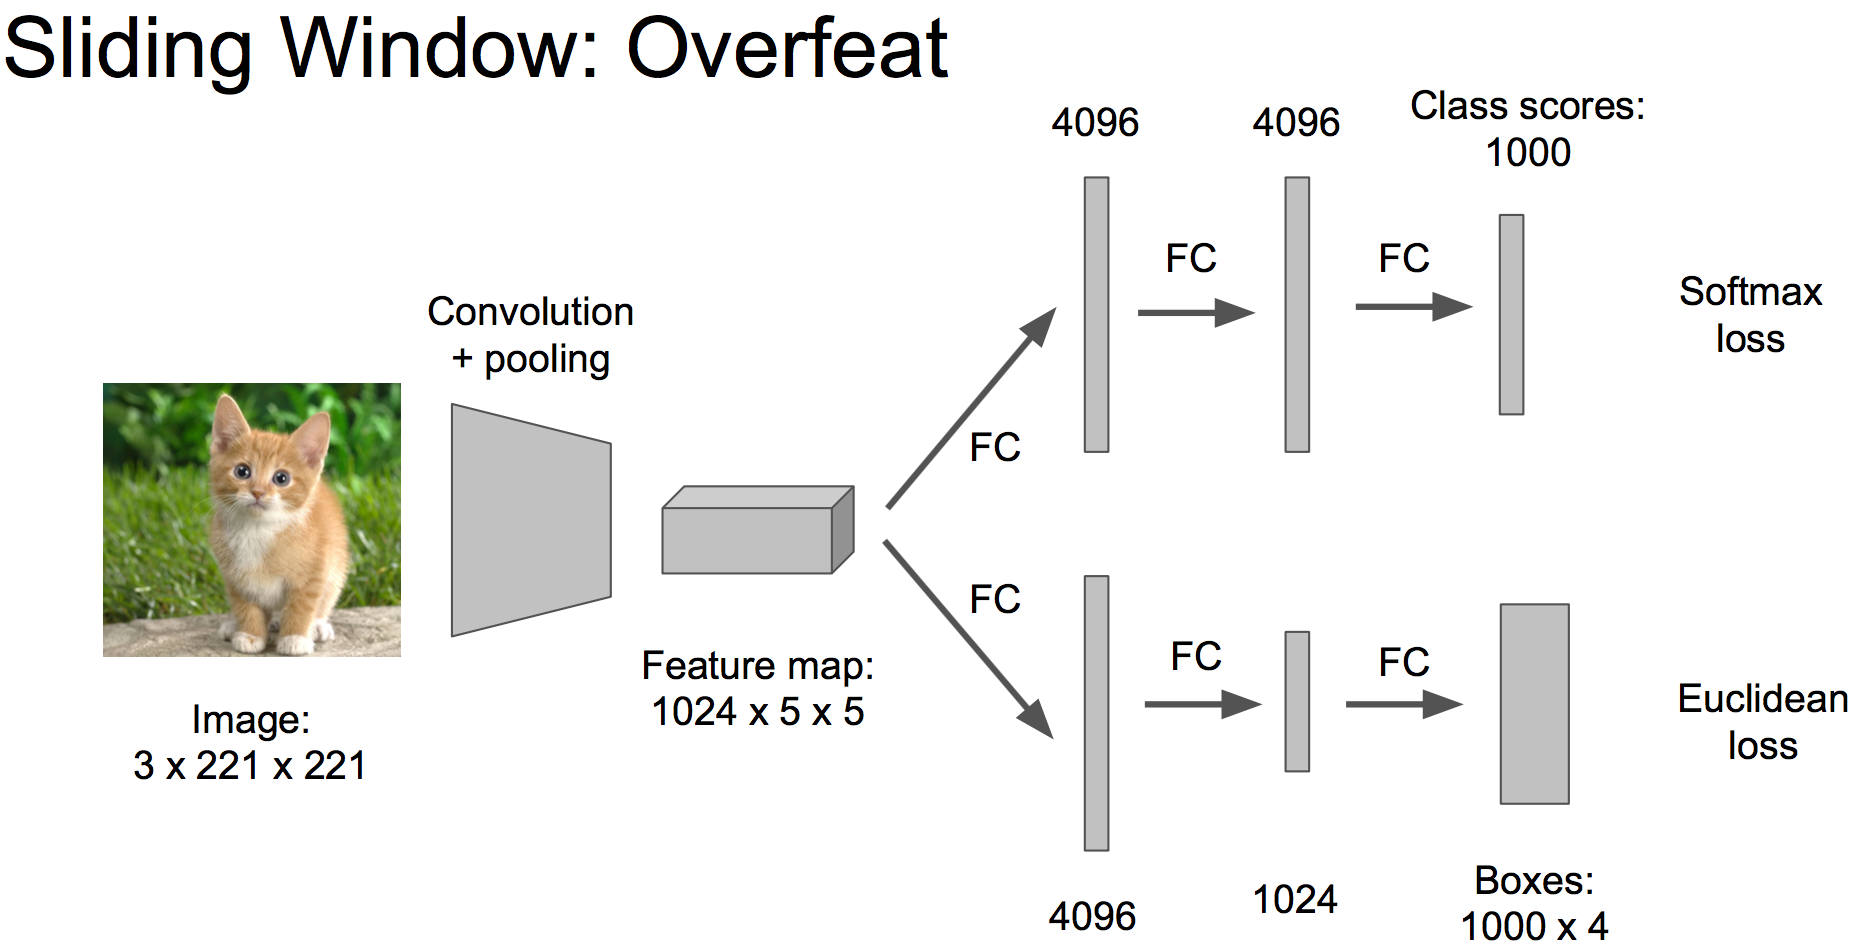 Sliding Window: Overfeat
4096
4096
Class scores:
1000
FC
FC
Softmax
loss
Convolution
+ pooling
FC
Image:
3 x 221 x 221
Feature map:
1024 x 5 x 5
FC
FC
FC
Euclidean
loss
4096
1024
Boxes:
1000 x 4